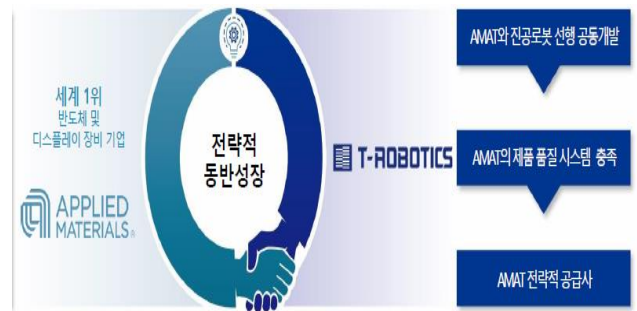 세계 1위
반도체 및
디스플레이 장비 기업
APPLIED
MATERIALS®
전략적
동반성장
T-ROBOTICS
AMAT와 진공로봇 선행 공동개발
AMAT의 제품 품질 시스템 충족
AMAT 전략적 공급사